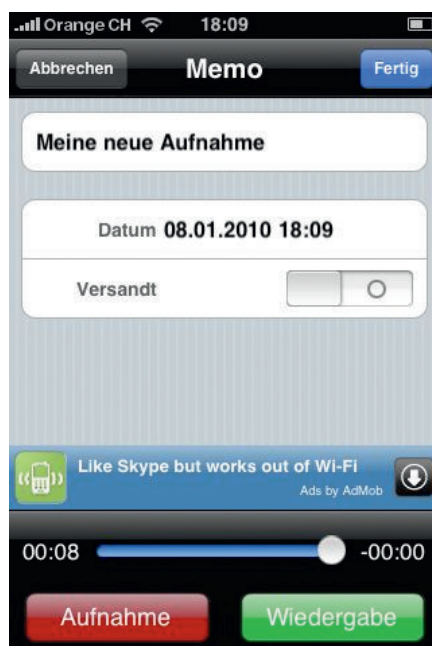 Orange CH 18:09
Abbrechen Memo Fertig
Meine neue Aufnahme
Datum 08.01.2010 18:09
Versandt
Like Skype but works out of Wi-Fi
Ads by AdMob
00:08 -00:00
Aufnahme Wiedergabe